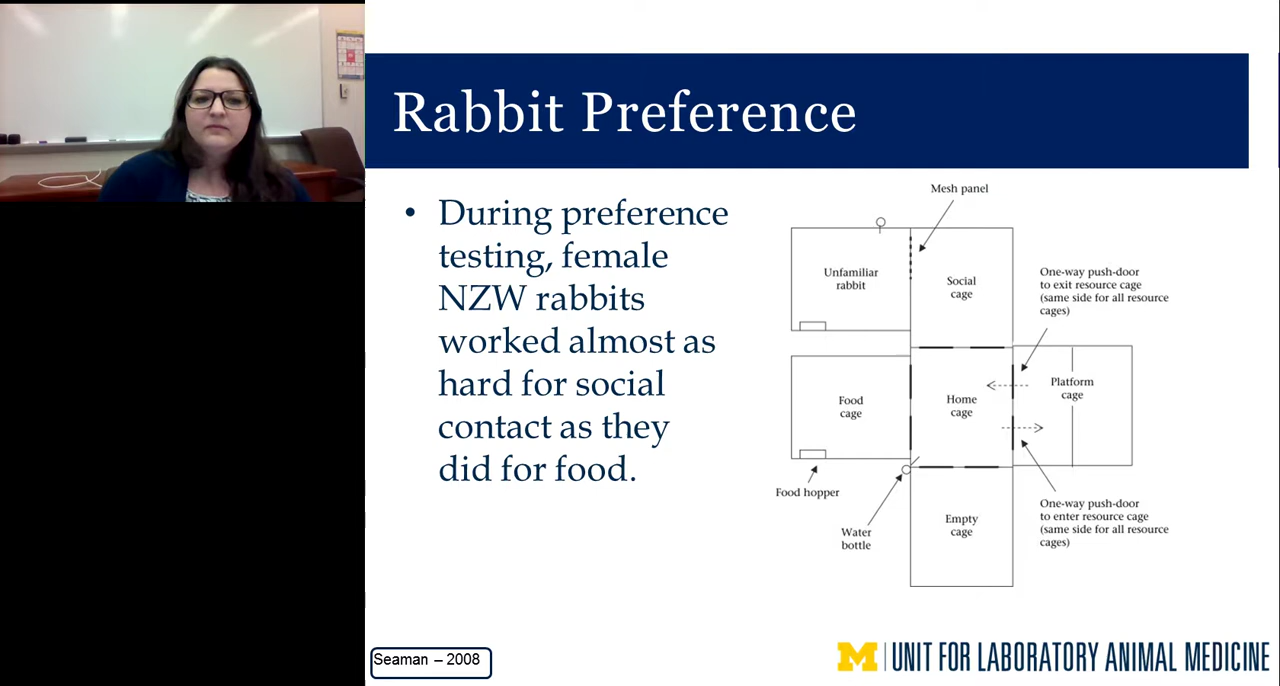 Rabbit Preference
• During preference
testing, female
NZW rabbits
worked almost as
hard for social
contact as they
did for food.
Mesh panel
Unfamiliar
rabbit
Social
cage
One-way push-door
to exit resource cage
(same side for all resource
cages)
Food
cage
Home
cage
Platform
cage
Food hopper
Water
bottle
Empty
cage
One-way push-door
to enter resource cage
(same side for all resource
cages)
Seaman – 2008
M UNIT FOR LABORATORY ANIMAL MEDICINE